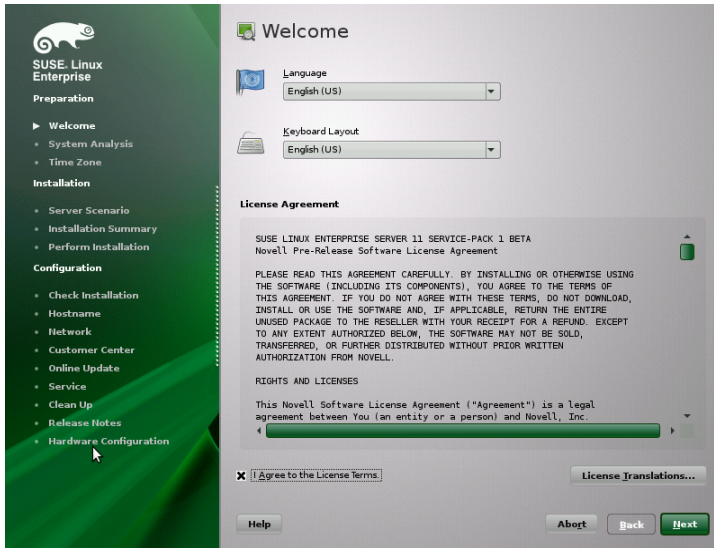 SUSE. Linux
Enterprise
Preparation
Welcome
System Analysis
Time Zone
Installation
Server Scenario
Installation Summary
Perform Installation
Configuration
Check Installation
Hostname
Network
Customer Center
Online Update
Service
Clean Up
Release Notes
Hardware Configuration
Welcome
Language
English (US)
Keyboard Layout
English (US)
License Agreement
SUSE LINUX ENTERPRISE SERVER 11 SERVICE-PACK 1 BETA
Novell Pre-Release Software License Agreement
PLEASE READ THIS AGREEMENT CAREFULLY. BY INSTALLING OR OTHERWISE USING
THE SOFTWARE (INCLUDING ITS COMPONENTS), YOU AGREE TO THE TERMS OF
THIS AGREEMENT. IF YOU DO NOT AGREE WITH THESE TERMS, DO NOT DOWNLOAD,
INSTALL OR USE THE SOFTWARE AND, IF APPLICABLE, RETURN THE ENTIRE
UNUSED PACKAGE TO THE RESELLER WITH YOUR RECEIPT FOR A REFUND. EXCEPT
TO ANY EXTENT AUTHORIZED BELOW, THE SOFTWARE MAY NOT BE SOLD,
TRANSFERRED, OR FURTHER DISTRIBUTED WITHOUT PRIOR WRITTEN
AUTHORIZATION FROM NOVELL.
RIGHTS AND LICENSES
This Novell Software License Agreement ("Agreement") is a legal
agreement between You (an entity or a person) and Novell, Inc.
I Agree to the License Terms.
License Translations...
Help
Abort
Back
Next